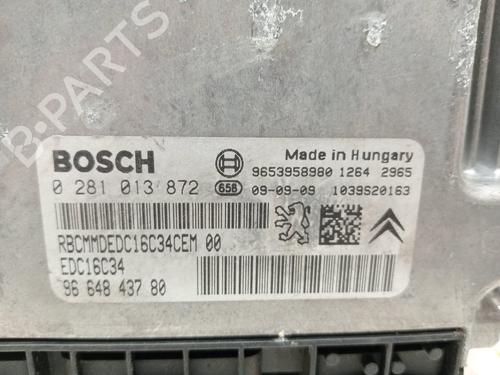 B-PARTS
BOSCH
Made in Hungary
9653958980 1264 2965
0 281 013 872 656 09-09-09 1039S20163
RBCMMDEDC16C34CEM 00
EDC16C34
96 648 437 80